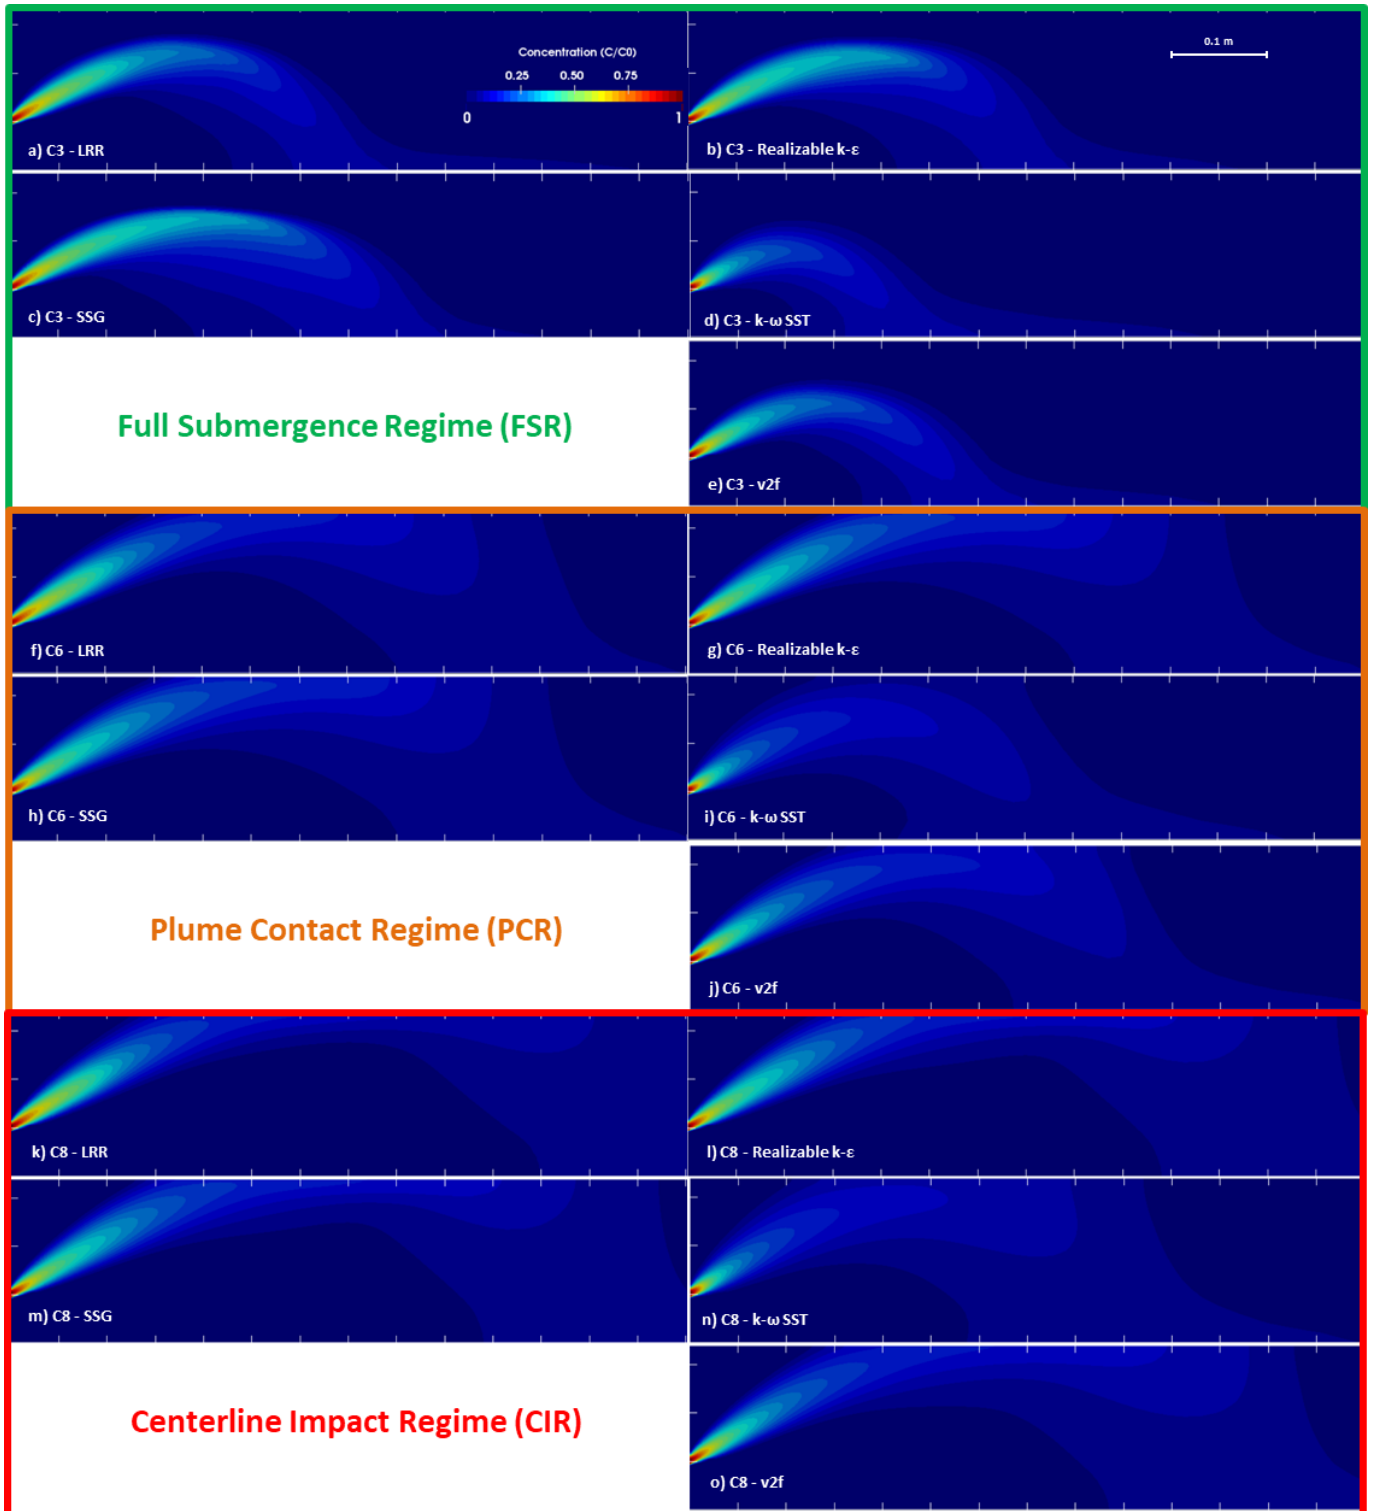 Concentration (C/C0)
0.25 0.50 0.75
0 1
a) C3 - LRR
0.1 m
b) C3 - Realizable k-ε
c) C3 - SSG
d) C3 - k-ω SST
Full Submergence Regime (FSR)
e) C3 - v2f
f) C6 - LRR
g) C6 - Realizable k-ε
h) C6 - SSG
i) C6 - k-ω SST
Plume Contact Regime (PCR)
j) C6 - v2f
k) C8 - LRR
l) C8 - Realizable k-ε
m) C8 - SSG
n) C8 - k-ω SST
Centerline Impact Regime (CIR)
o) C8 - v2f